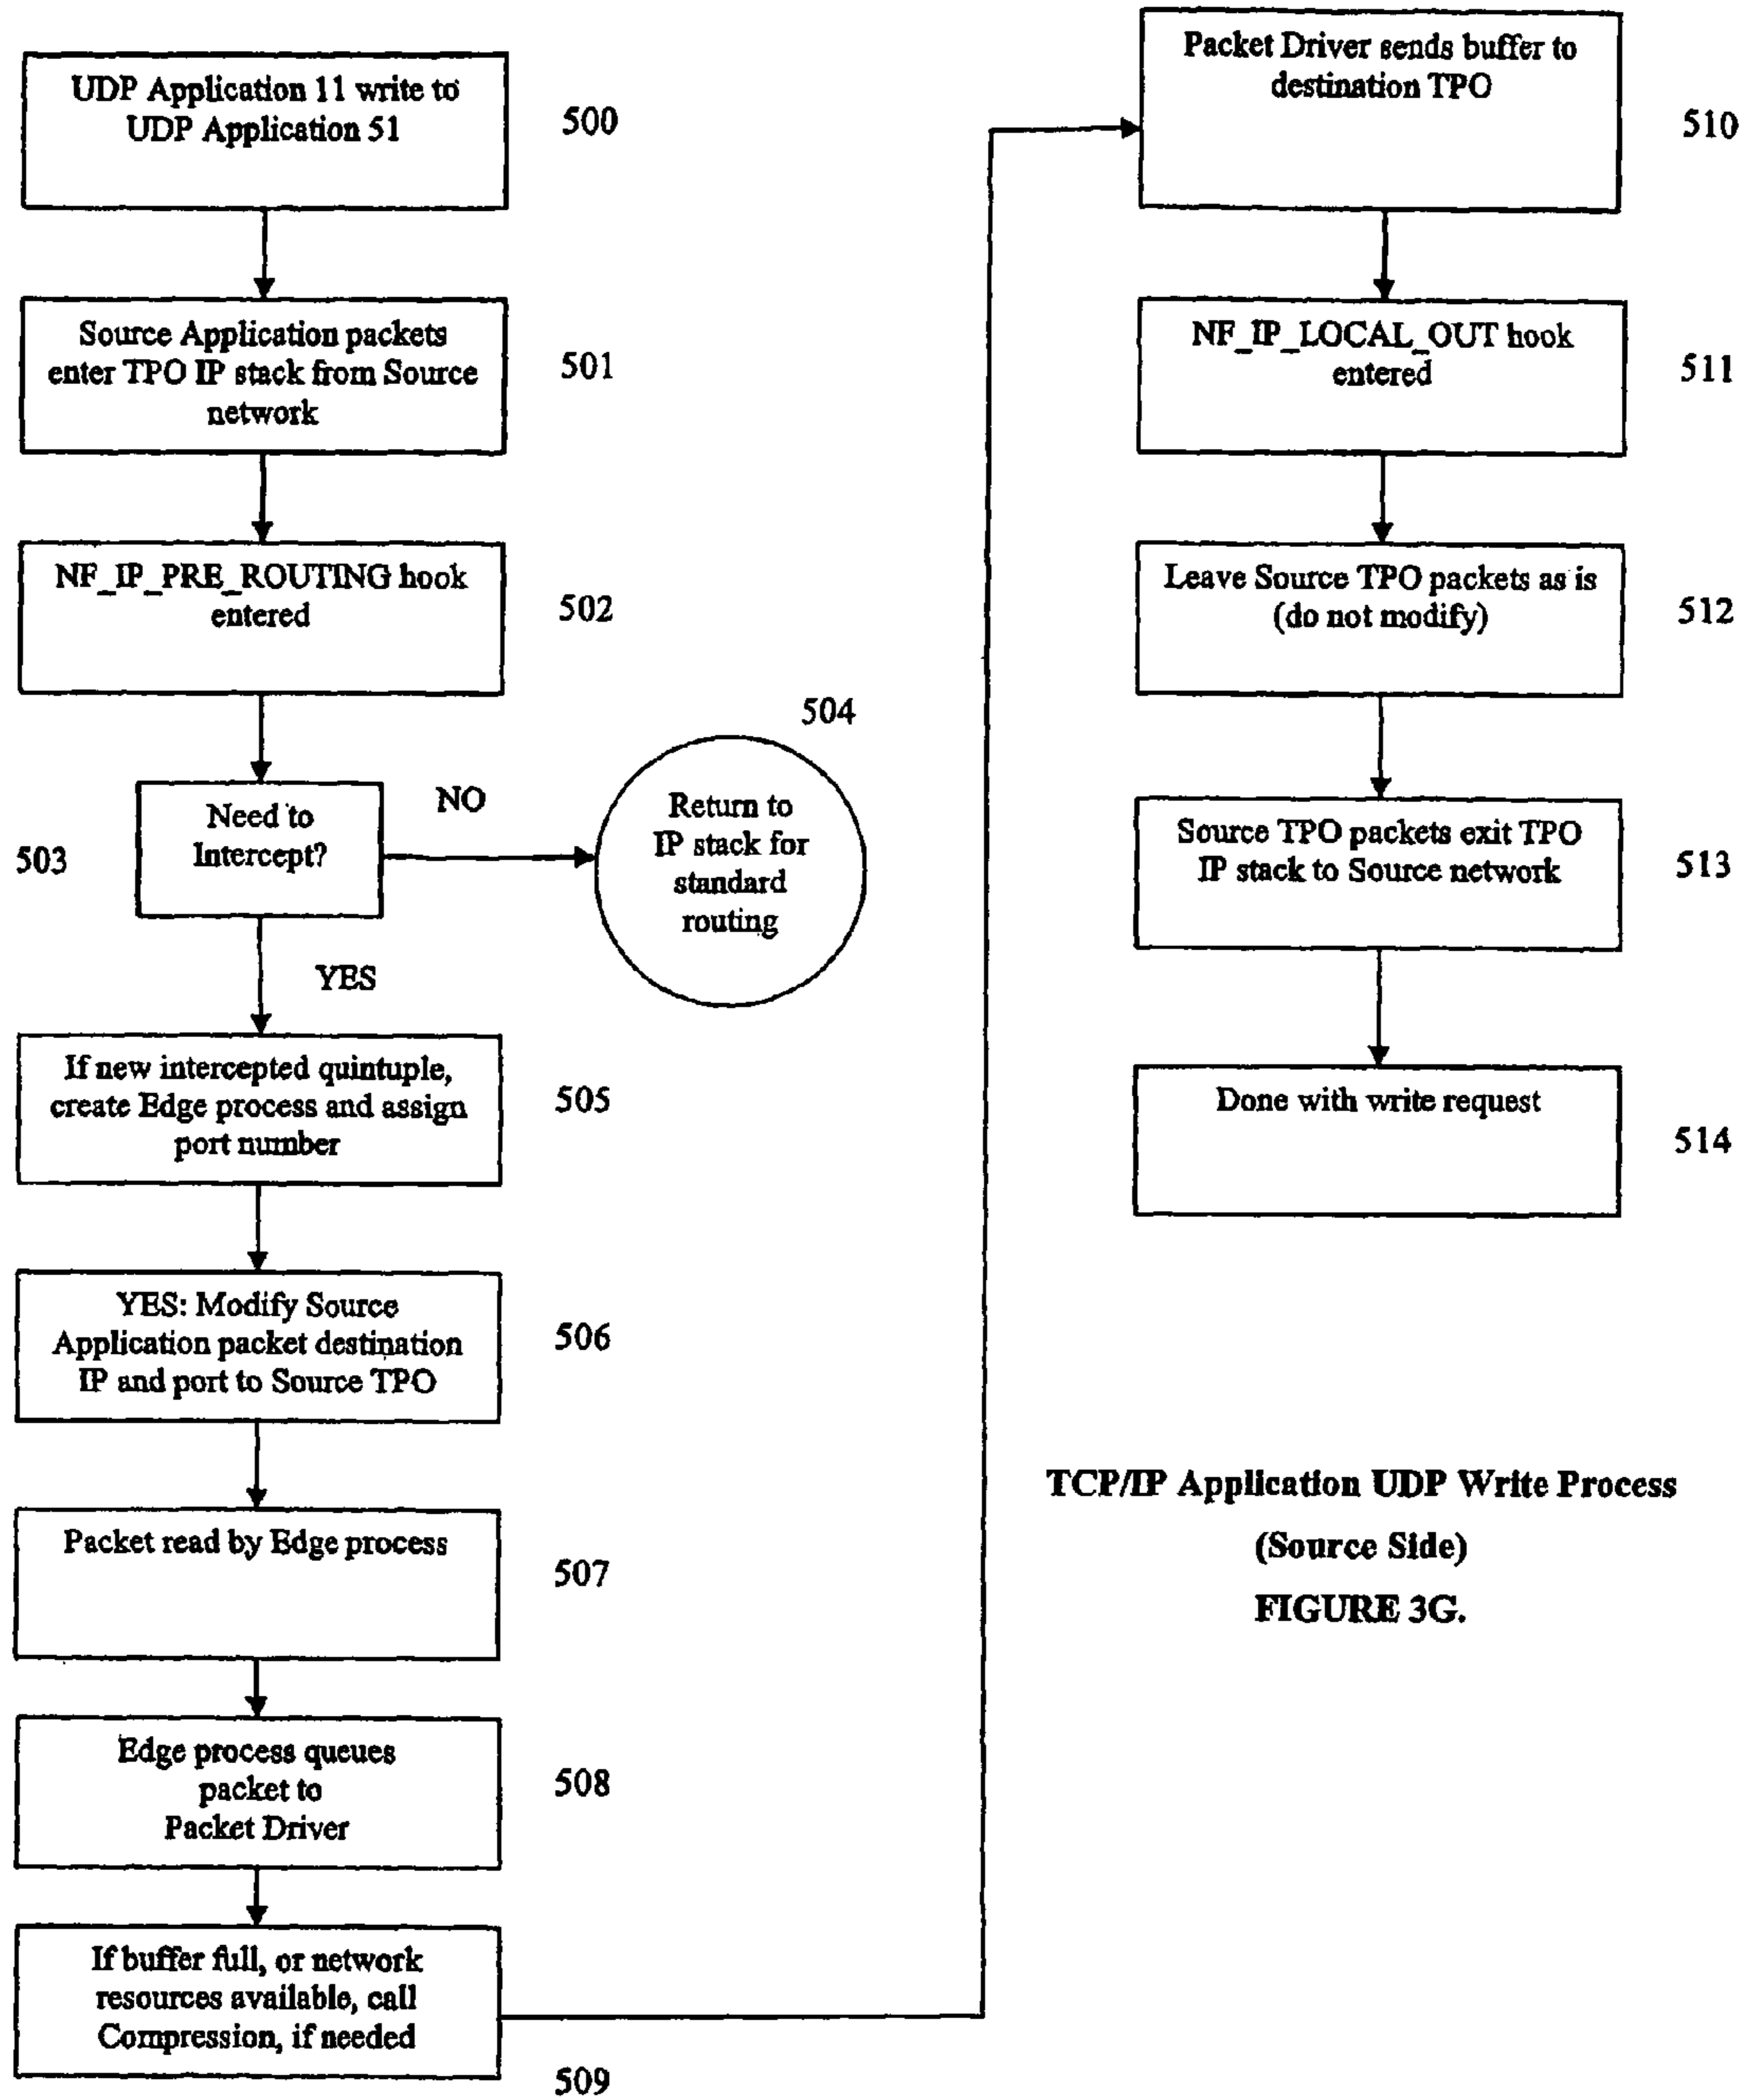 UDP Application 11 write to
UDP Application 51
500
Source Application packets
enter TPO IP stack from Source
network
501
NF_IP_PRE_ROUTING hook
entered
502
503
Need to
Intercept?
NO
504
Return to
IP stack for
standard
routing
YES
If new intercepted quintuple,
create Edge process and assign
port number
505
YES: Modify Source
Application packet destination
IP and port to Source TPO
506
Packet read by Edge process
507
Edge process queues
packet to
Packet Driver
508
If buffer full, or network
resources available, call
Compression, if needed
509
Packet Driver sends buffer to
destination TPO
510
NF_IP_LOCAL_OUT hook
entered
511
Leave Source TPO packets as is
(do not modify)
512
Source TPO packets exit TPO
IP stack to Source network
513
Done with write request
514
TCP/IP Application UDP Write Process
(Source Side)
FIGURE 3G.